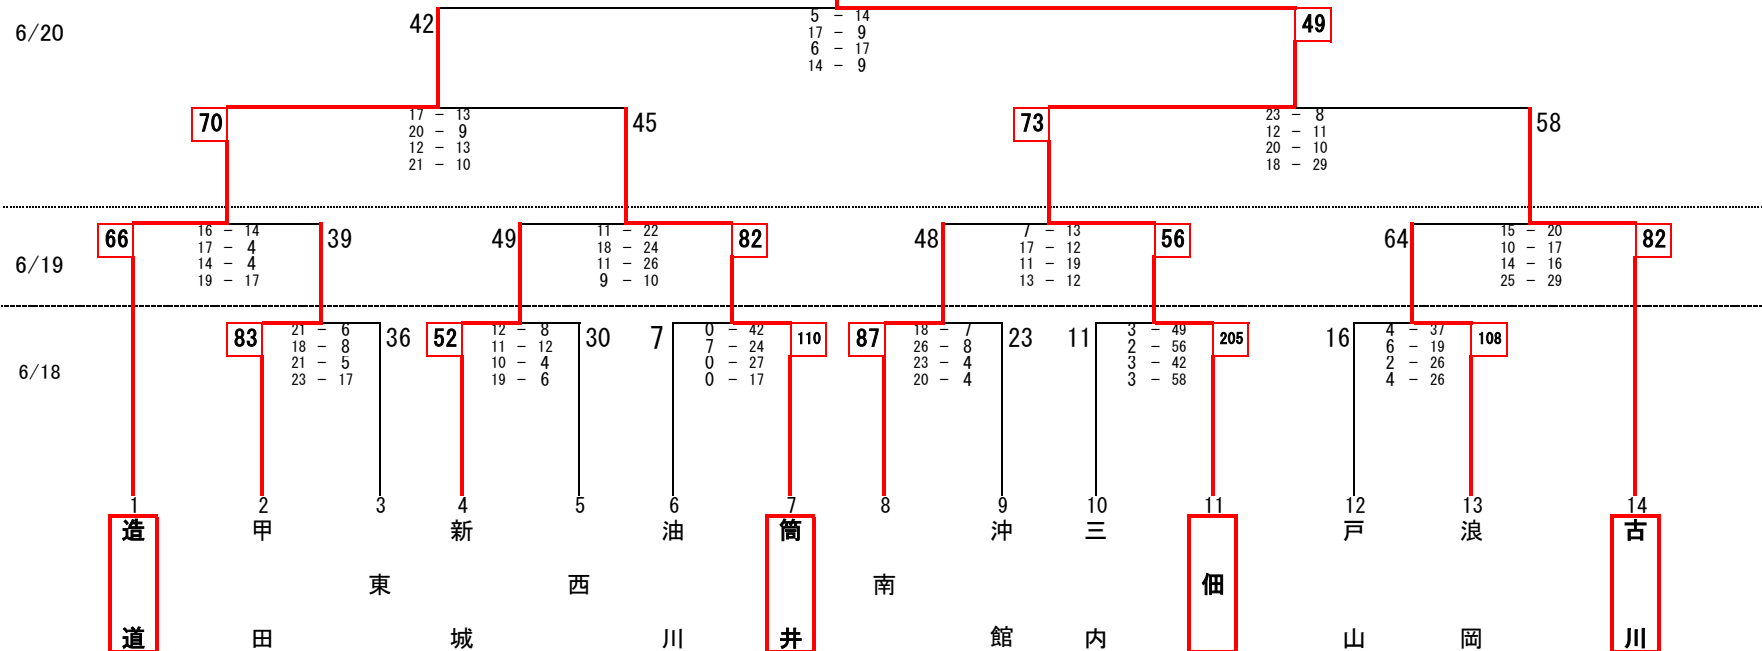 6/20
42
5 - 14
17 - 9
6 - 17
14 - 9
49
70
17 - 13
20 - 9
12 - 13
21 - 10
45
73
23 - 8
12 - 11
20 - 10
18 - 29
58
6/19
66
16 - 14
17 - 4
14 - 4
19 - 17
39
49
11 - 22
18 - 24
11 - 26
9 - 10
82
48
7 - 13
17 - 12
11 - 19
13 - 12
56
64
15 - 20
10 - 17
14 - 16
25 - 29
82
6/18
83
21 - 6
18 - 8
21 - 5
23 - 17
36
52
12 - 8
11 - 12
10 - 4
19 - 6
30
7
0 - 42
7 - 24
0 - 27
0 - 17
110
87
18 - 7
26 - 8
23 - 4
20 - 4
23
11
3 - 49
2 - 56
3 - 42
3 - 58
205
16
4 - 37
6 - 19
2 - 26
4 - 26
108
1 2 3 4 5 6 7 8 9 10 11 12 13 14
造道
甲田
東
新城
西
油川
筒井
南
沖館
三内
佃
戸山
浪岡
古川